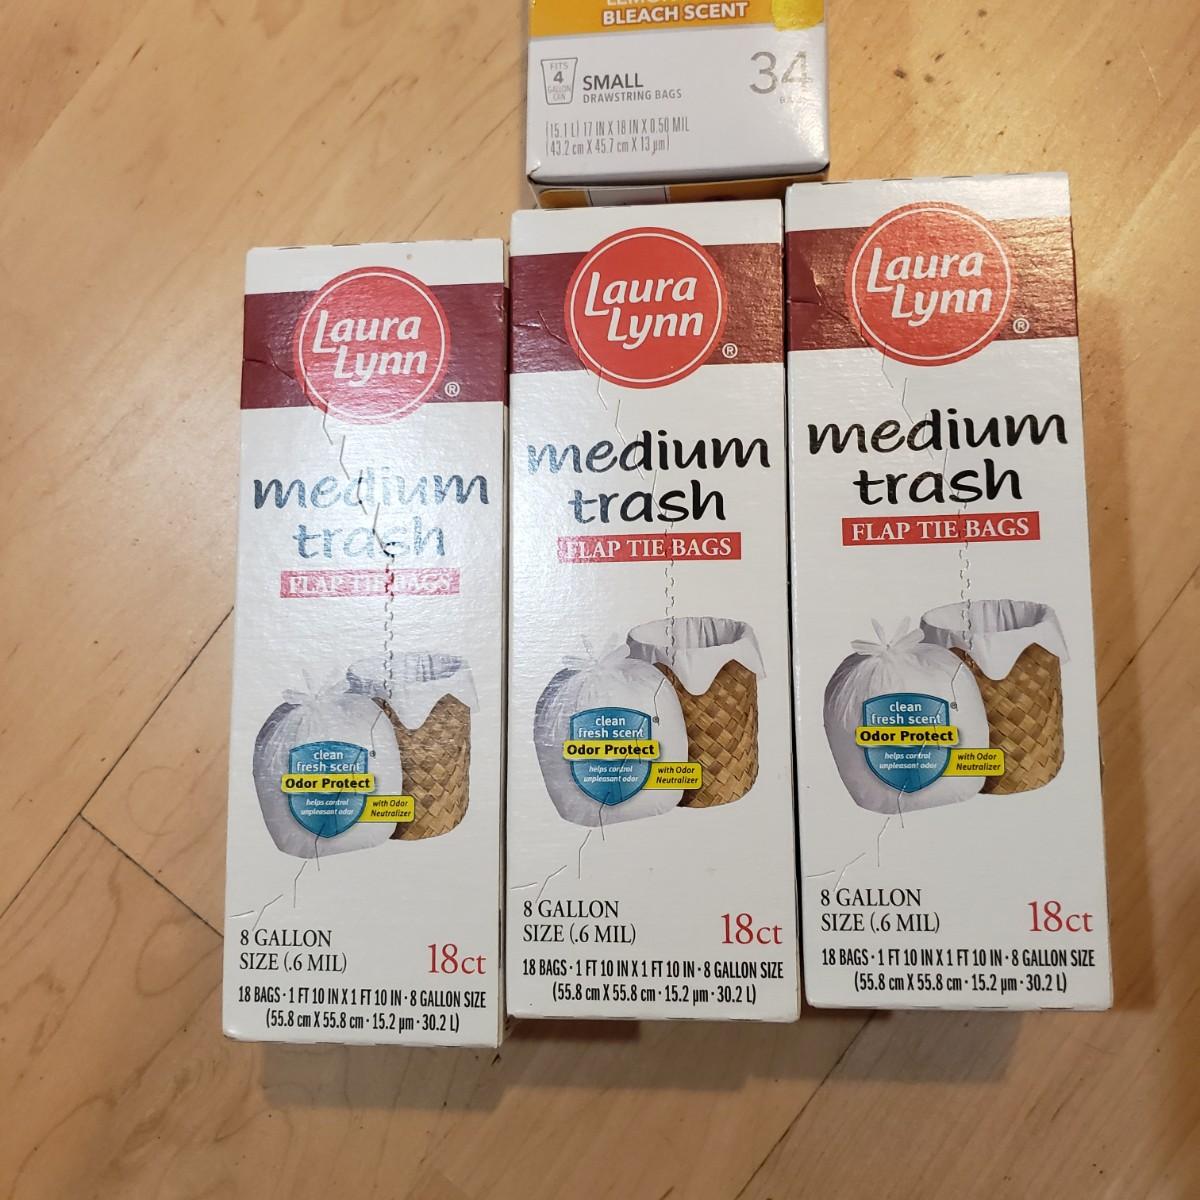 BLEACH SCENT
FITS
4
GALLON
CAN
SMALL
DRAWSTRING BAGS
34
(15.1 L) 17 IN X 18 IN X 0.50 MIL
(43.2 cm X 45.7 cm X 13 µm)
Laura
Lynn
®
medium
trash
FLAP TIE BAGS
clean
fresh scent
Odor Protect
helps control
unpleasant odor
with Odor
Neutralizer
8 GALLON
SIZE (.6 MIL)
18ct
18 BAGS · 1 FT 10 IN X 1 FT 10 IN · 8 GALLON SIZE
(55.8 cm X 55.8 cm · 15.2 µm · 30.2 L)
Laura
Lynn
®
medium
trash
FLAP TIE BAGS
clean
fresh scent
®
Odor Protect
helps control
unpleasant odor
with Odor
Neutralizer
8 GALLON
SIZE (.6 MIL)
18ct
18 BAGS · 1 FT 10 IN X 1 FT 10 IN · 8 GALLON SIZE
(55.8 cm X 55.8 cm · 15.2 µm · 30.2 L)
Laura
Lynn
®
medium
trash
FLAP TIE BAGS
clean
fresh scent
®
Odor Protect
helps control
unpleasant odor
with Odor
Neutralizer
8 GALLON
SIZE (.6 MIL)
18ct
18 BAGS · 1 FT 10 IN X 1 FT 10 IN · 8 GALLON SIZE
(55.8 cm X 55.8 cm · 15.2 µm · 30.2 L)